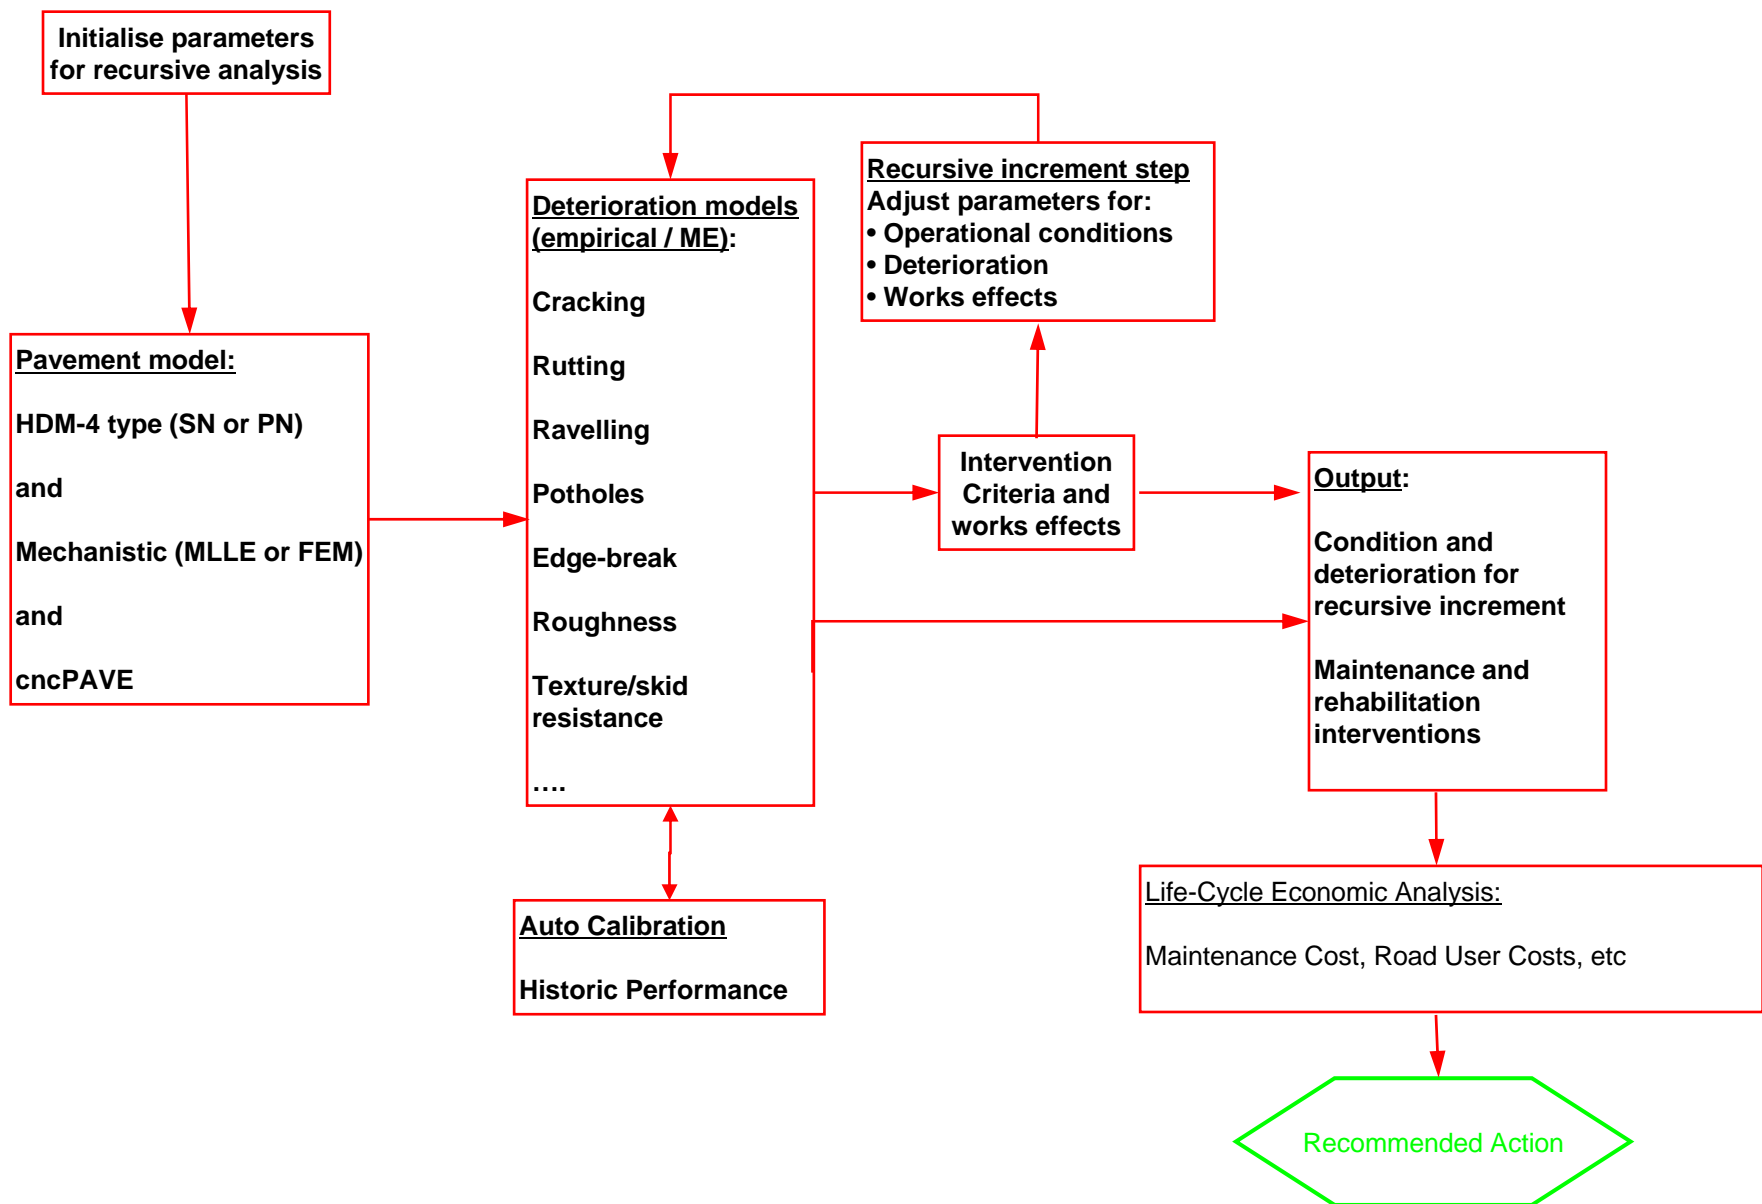 Initialise parameters
for recursive analysis
Pavement model:
HDM-4 type (SN or PN)
and
Mechanistic (MLLE or FEM)
and
cncPAVE
Deterioration models
(empirical / ME):
Cracking
Rutting
Ravelling
Potholes
Edge-break
Roughness
Texture/skid
resistance
....
Auto Calibration
Historic Performance
Recursive increment step
Adjust parameters for:
• Operational conditions
• Deterioration
• Works effects
Intervention
Criteria and
works effects
Output:
Condition and
deterioration for
recursive increment
Maintenance and
rehabilitation
interventions
Life-Cycle Economic Analysis:
Maintenance Cost, Road User Costs, etc
Recommended Action